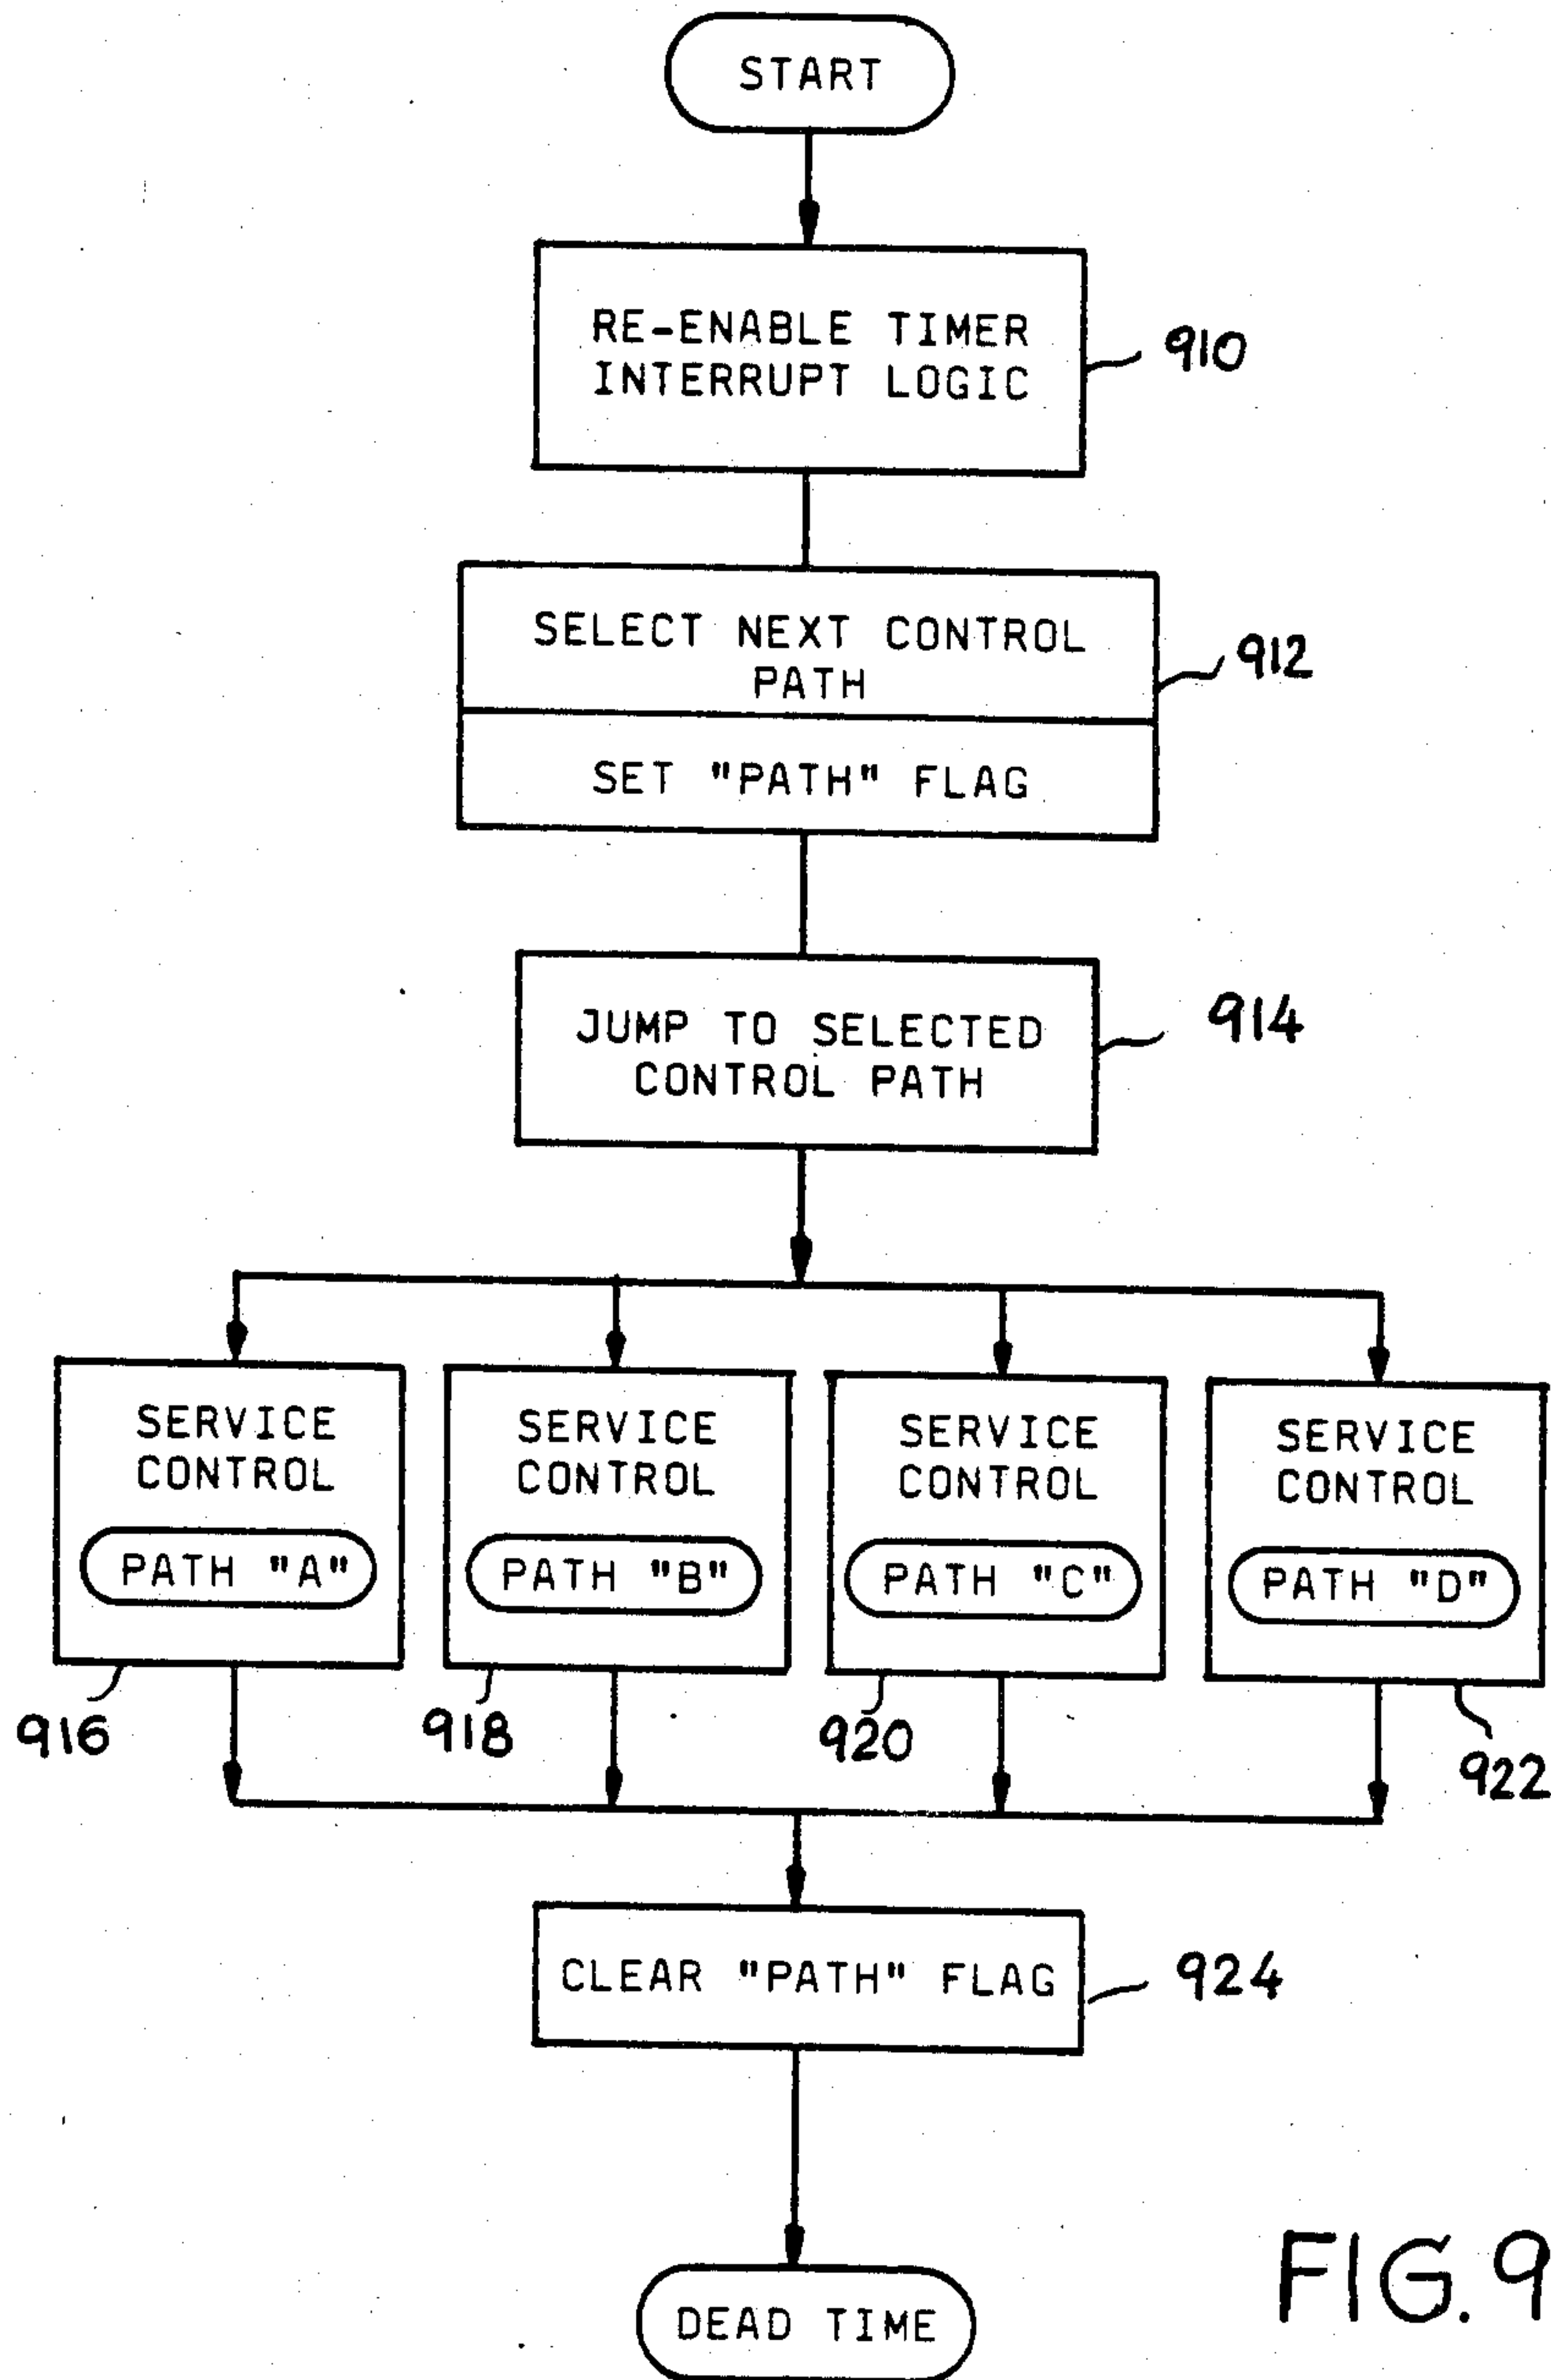 START
RE-ENABLE TIMER
INTERRUPT LOGIC
910
SELECT NEXT CONTROL
PATH
912
SET "PATH" FLAG
JUMP TO SELECTED
CONTROL PATH
914
SERVICE
CONTROL
PATH "A"
916
SERVICE
CONTROL
PATH "B"
918
SERVICE
CONTROL
PATH "C"
920
SERVICE
CONTROL
PATH "D"
922
CLEAR "PATH" FLAG
924
DEAD TIME
FIG. 9